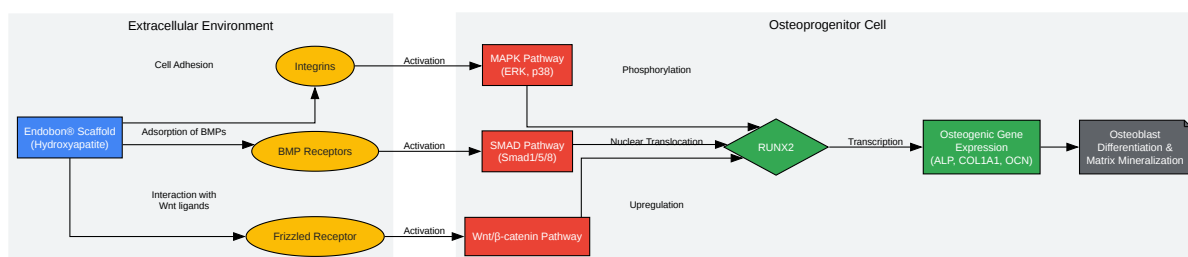 Extracellular Environment
Osteoprogenitor Cell
Cell Adhesion
Integrins
Activation
MAPK Pathway
(ERK, p38)
Phosphorylation
Endobon® Scaffold
(Hydroxyapatite)
Adsorption of BMPs
BMP Receptors
Activation
SMAD Pathway
(Smad1/5/8)
Nuclear Translocation
RUNX2
Transcription
Osteogenic Gene
Expression
(ALP, COL1A1, OCN)
Osteoblast
Differentiation &
Matrix Mineralization
Interaction with
Wnt ligands
Frizzled Receptor
Activation
Wnt/β-catenin Pathway
Upregulation